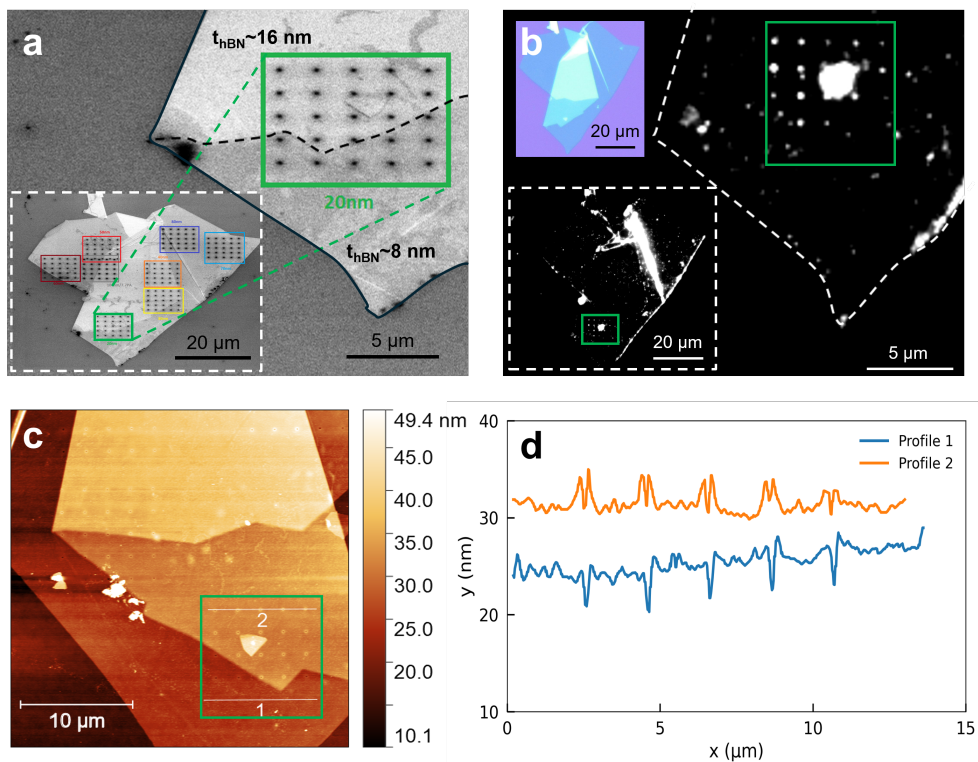 a
t_hBN~16 nm
20nm
t_hBN~8 nm
20 µm
5 µm
b
20 µm
20 µm
5 µm
c
49.4 nm
45.0
40.0
35.0
30.0
25.0
20.0
10.1
2
1
10 µm
d
Profile 1
Profile 2
40
30
20
10
y (nm)
0
5
10
15
x (µm)